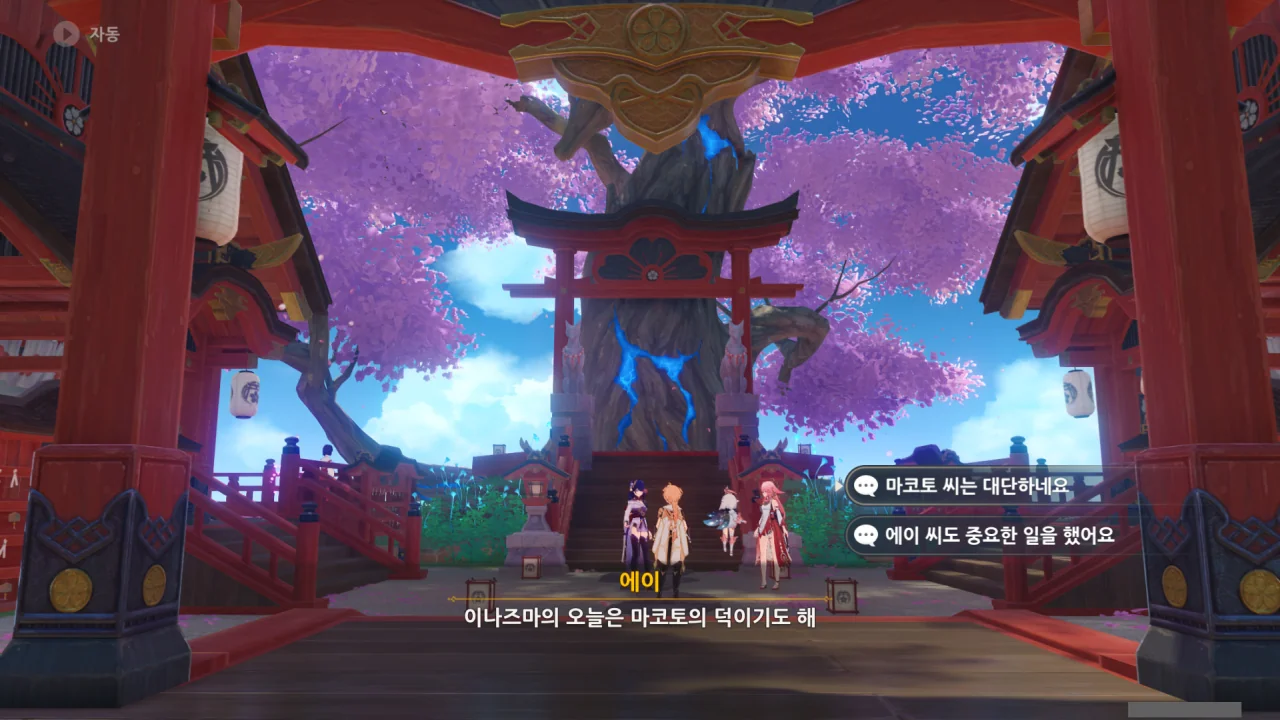 자동
마코토 씨는 대단하네요
에이 씨도 중요한 일을 했어요
에이
이나즈마의 오늘은 마코토의 덕이기도 해